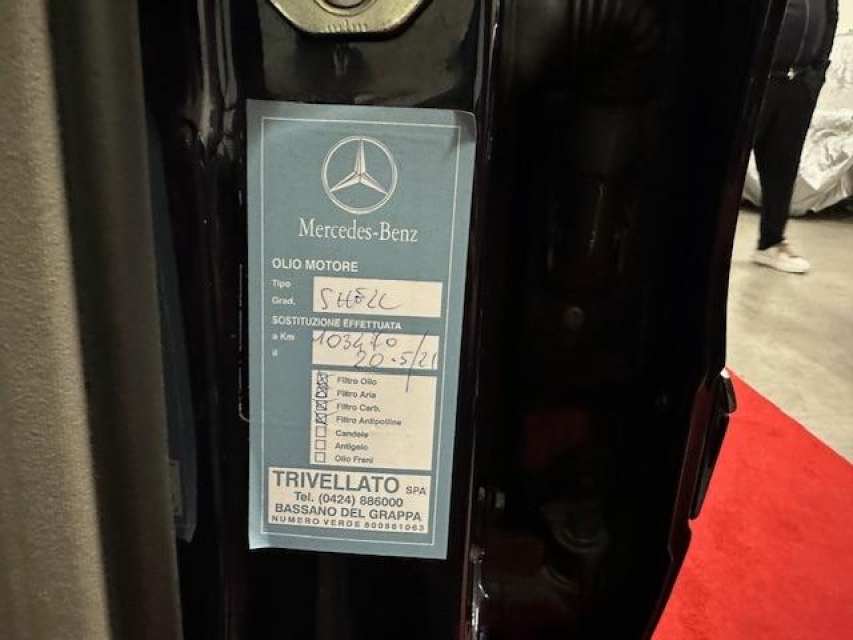 Mercedes-Benz
OLIO MOTORE
Tipo
Grad. SHELL
SOSTITUZIONE EFFETTUATA
a Km 103470
il 20.5/21
Filtro Olio
Filtro Aria
Filtro Carb.
Filtro Antipolline
Candele
Antigelo
Olio Freni
TRIVELLATO SPA
Tel. (0424) 886000
BASSANO DEL GRAPPA
NUMERO VERDE 800861063